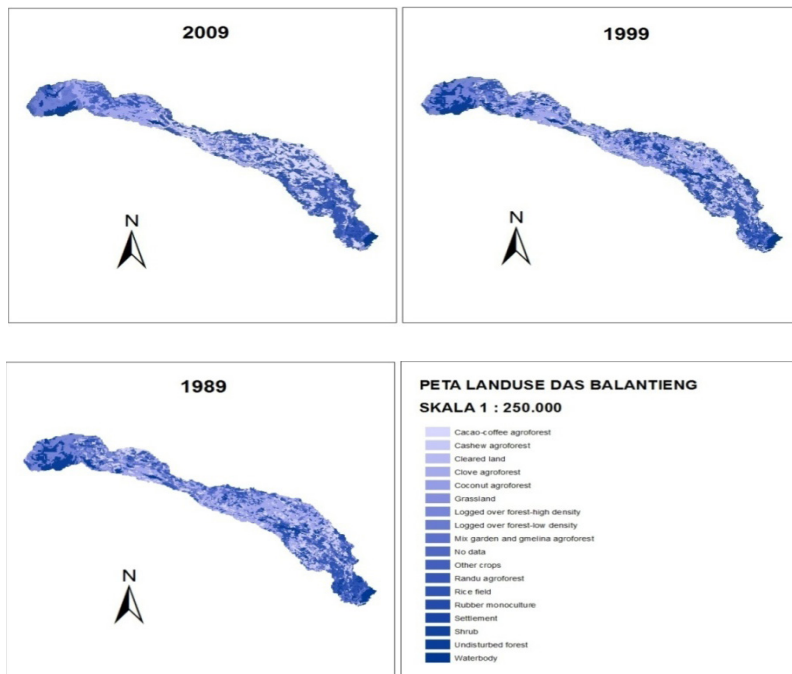 2009
N
1999
N
1989
N
PETA LANDUSE DAS BALANTIENG
SKALA 1 : 250.000
Cacao-coffee agroforest
Cashew agroforest
Cleared land
Clove agroforest
Coconut agroforest
Grassland
Logged over forest-high density
Logged over forest-low density
Mix garden and gmelina agroforest
No data
Other crops
Randu agroforest
Rice field
Rubber monoculture
Settlement
Shrub
Undisturbed forest
Waterbody